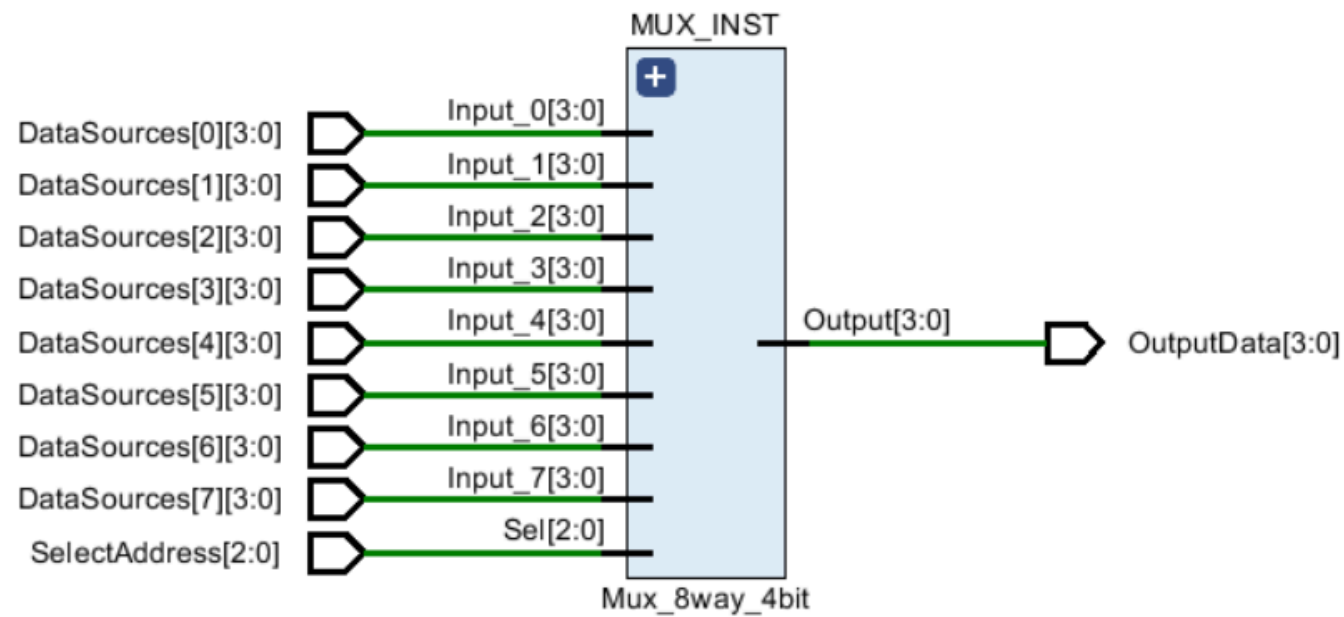 MUX_INST
+
DataSources[0][3:0] Input_0[3:0]
DataSources[1][3:0] Input_1[3:0]
DataSources[2][3:0] Input_2[3:0]
DataSources[3][3:0] Input_3[3:0]
DataSources[4][3:0] Input_4[3:0] Output[3:0] OutputData[3:0]
DataSources[5][3:0] Input_5[3:0]
DataSources[6][3:0] Input_6[3:0]
DataSources[7][3:0] Input_7[3:0]
SelectAddress[2:0] Sel[2:0]
Mux_8way_4bit